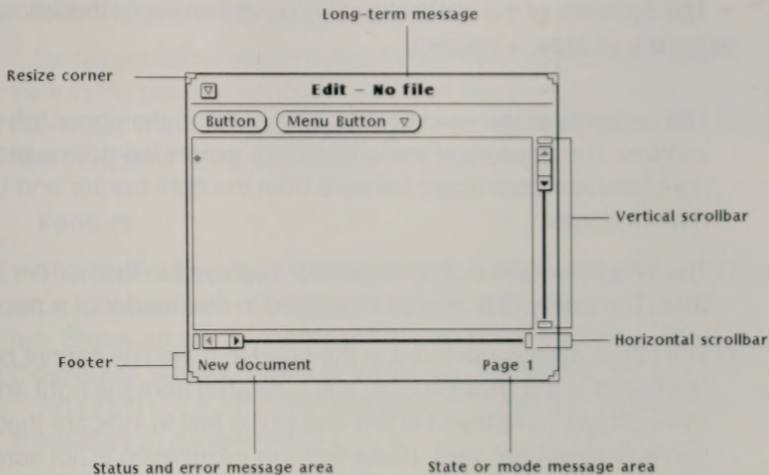 Long-term message
Resize corner
Edit – No file
Button
Menu Button
Vertical scrollbar
Horizontal scrollbar
Footer
New document
Page 1
Status and error message area
State or mode message area